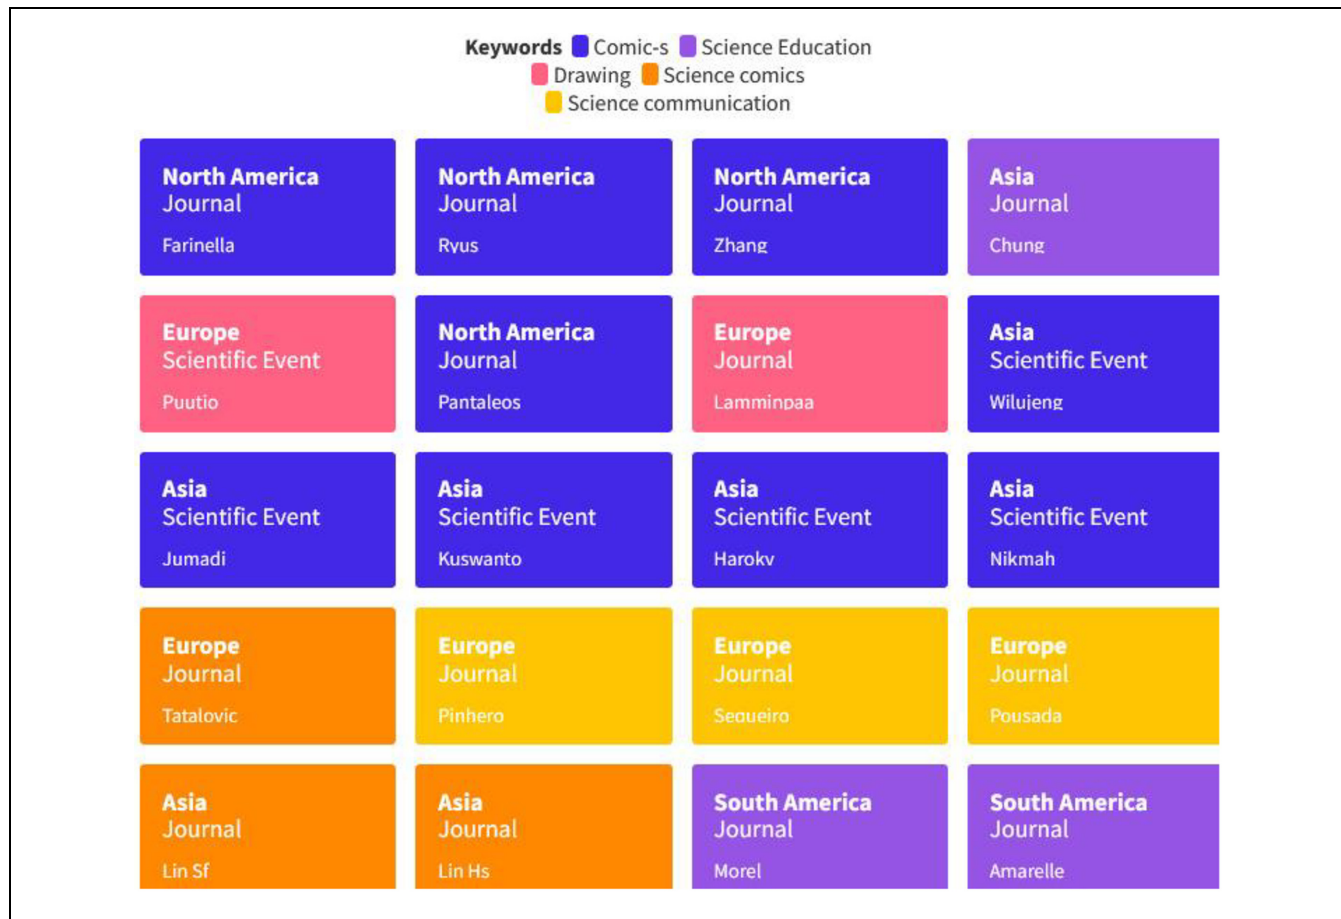 Keywords Comic-s Science Education
Drawing Science comics
Science communication
North America
Journal
Farinella
North America
Journal
Ryus
North America
Journal
Zhang
Asia
Journal
Chung
Europe
Scientific Event
Puutio
North America
Journal
Pantaleos
Europe
Journal
Lamminpaa
Asia
Scientific Event
Wilujeng
Asia
Scientific Event
Jumadi
Asia
Scientific Event
Kuswanto
Asia
Scientific Event
Haroky
Asia
Scientific Event
Nikmah
Europe
Journal
Tatalovic
Europe
Journal
Pinhero
Europe
Journal
Sequeiro
Europe
Journal
Pousada
Asia
Journal
Lin Sf
Asia
Journal
Lin Hs
South America
Journal
Morel
South America
Journal
Amarelle